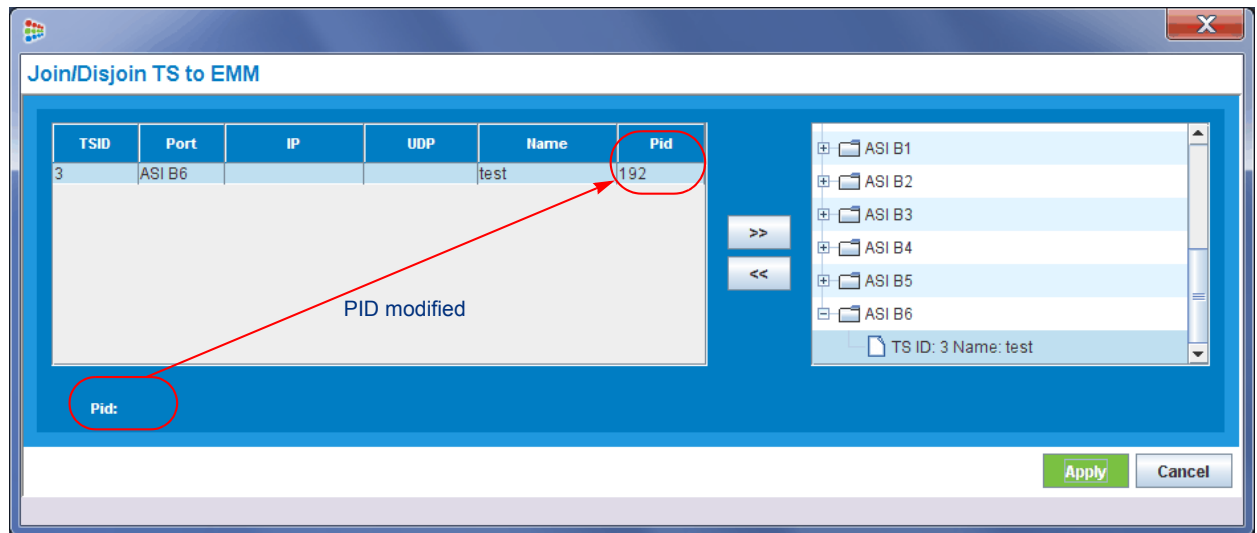 Join/Disjoin TS to EMM
TSID Port IP UDP Name Pid
3 ASI B6 test 192
>>
<<
ASI B1
ASI B2
ASI B3
ASI B4
ASI B5
ASI B6
TS ID: 3 Name: test
PID modified
Pid:
Apply Cancel